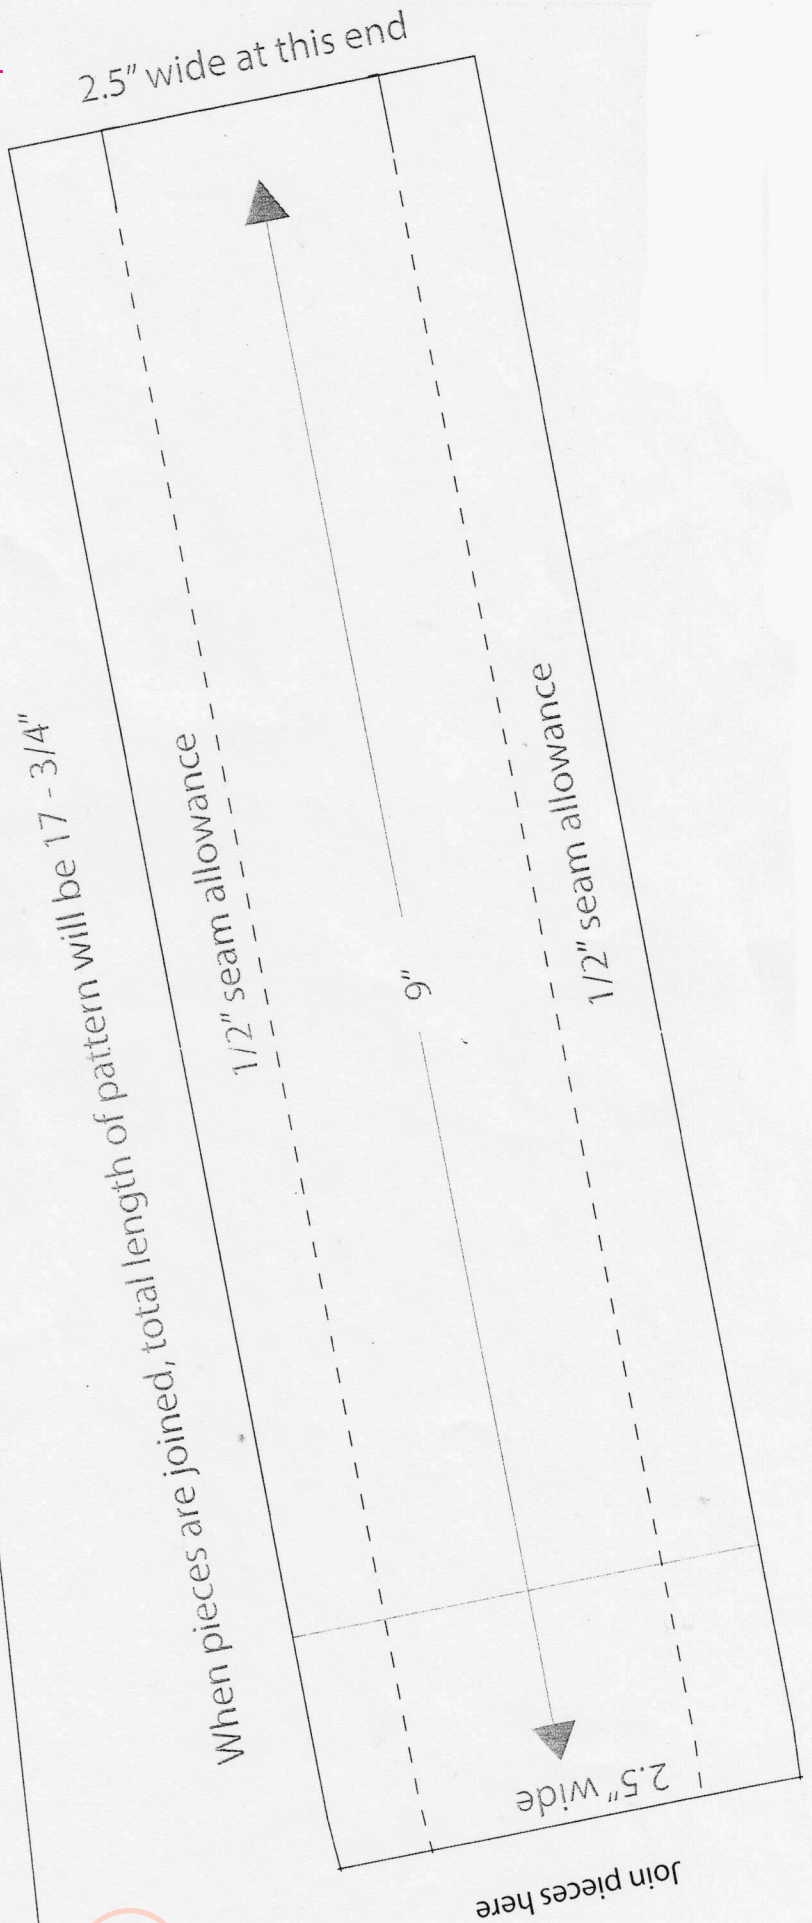 2.5" wide at this end
When pieces are joined, total length of pattern will be 17 - 3/4"
1/2" seam allowance
9"
1/2" seam allowance
2.5" wide
Join pieces here